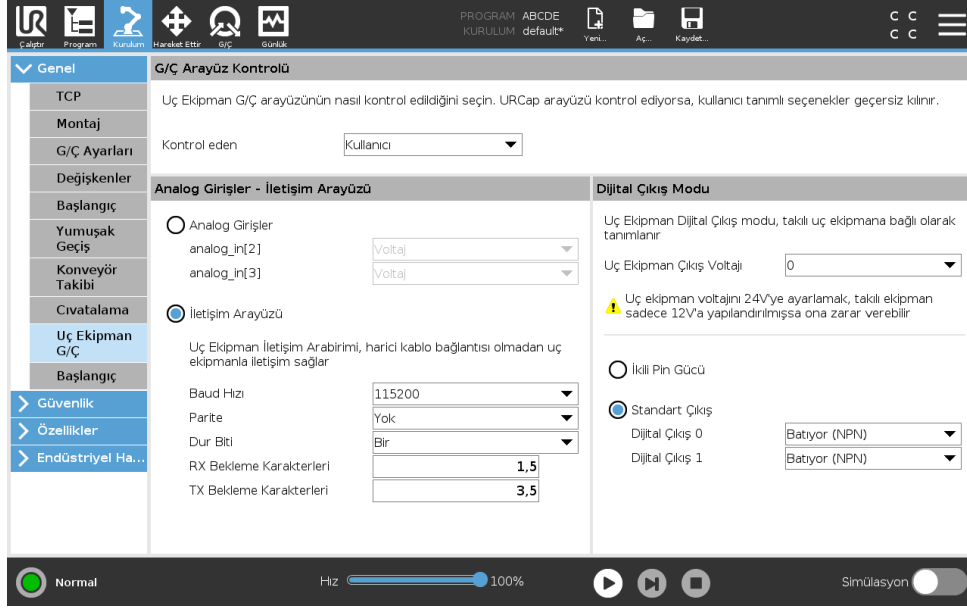 PROGRAM ABCDE
KURULUM default*
Çalıştır Program Kurulum Hareket Ettir G/Ç Günlük Yeni... Aç... Kaydet...
C C
C C
Genel
TCP
Montaj
G/Ç Ayarları
Değişkenler
Başlangıç
Yumuşak
Geçiş
Konveyör
Takibi
Cıvatalama
Uç Ekipman
G/Ç
Başlangıç
Güvenlik
Özellikler
Endüstriyel Ha...
G/Ç Arayüz Kontrolü
Uç Ekipman G/Ç arayüzünün nasıl kontrol edildiğini seçin. URCap arayüzü kontrol ediyorsa, kullanıcı tanımlı seçenekler geçersiz kılınır.
Kontrol eden Kullanıcı
Analog Girişler - İletişim Arayüzü
Analog Girişler
analog_in[2] Voltaj
analog_in[3] Voltaj
İletişim Arayüzü
Uç Ekipman İletişim Arabirimi, harici kablo bağlantısı olmadan uç
ekipmanla iletişim sağlar
Baud Hızı 115200
Parite Yok
Dur Biti Bir
RX Bekleme Karakterleri 1,5
TX Bekleme Karakterleri 3,5
Dijital Çıkış Modu
Uç Ekipman Dijital Çıkış modu, takılı uç ekipmana bağlı olarak
tanımlanır
Uç Ekipman Çıkış Voltajı 0
Uç ekipman voltajını 24V'ye ayarlamak, takılı ekipman
sadece 12V'a yapılandırılmışsa ona zarar verebilir
İkili Pin Gücü
Standart Çıkış
Dijital Çıkış 0 Batıyor (NPN)
Dijital Çıkış 1 Batıyor (NPN)
Normal
Hız 100%
Simülasyon